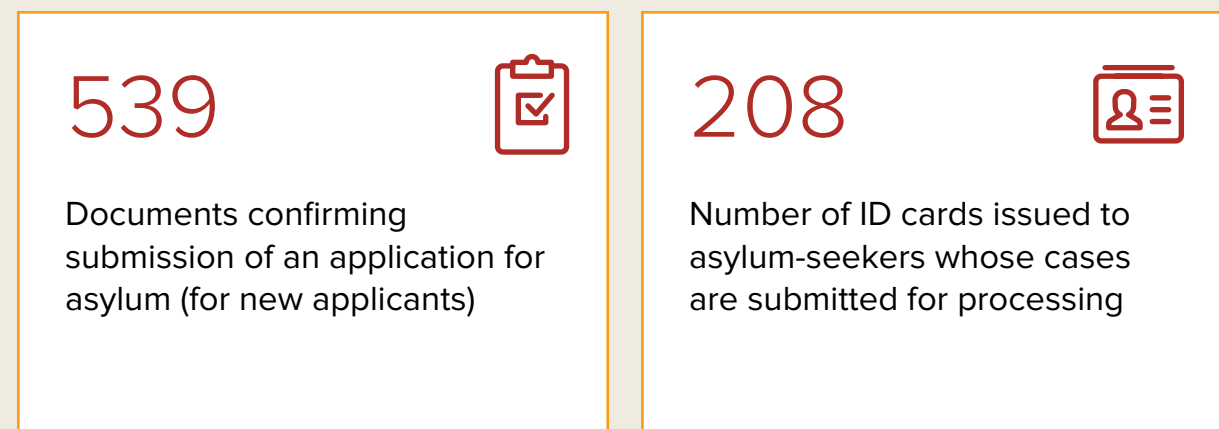 539
Documents confirming
submission of an application for
asylum (for new applicants)
208
Number of ID cards issued to
asylum-seekers whose cases
are submitted for processing